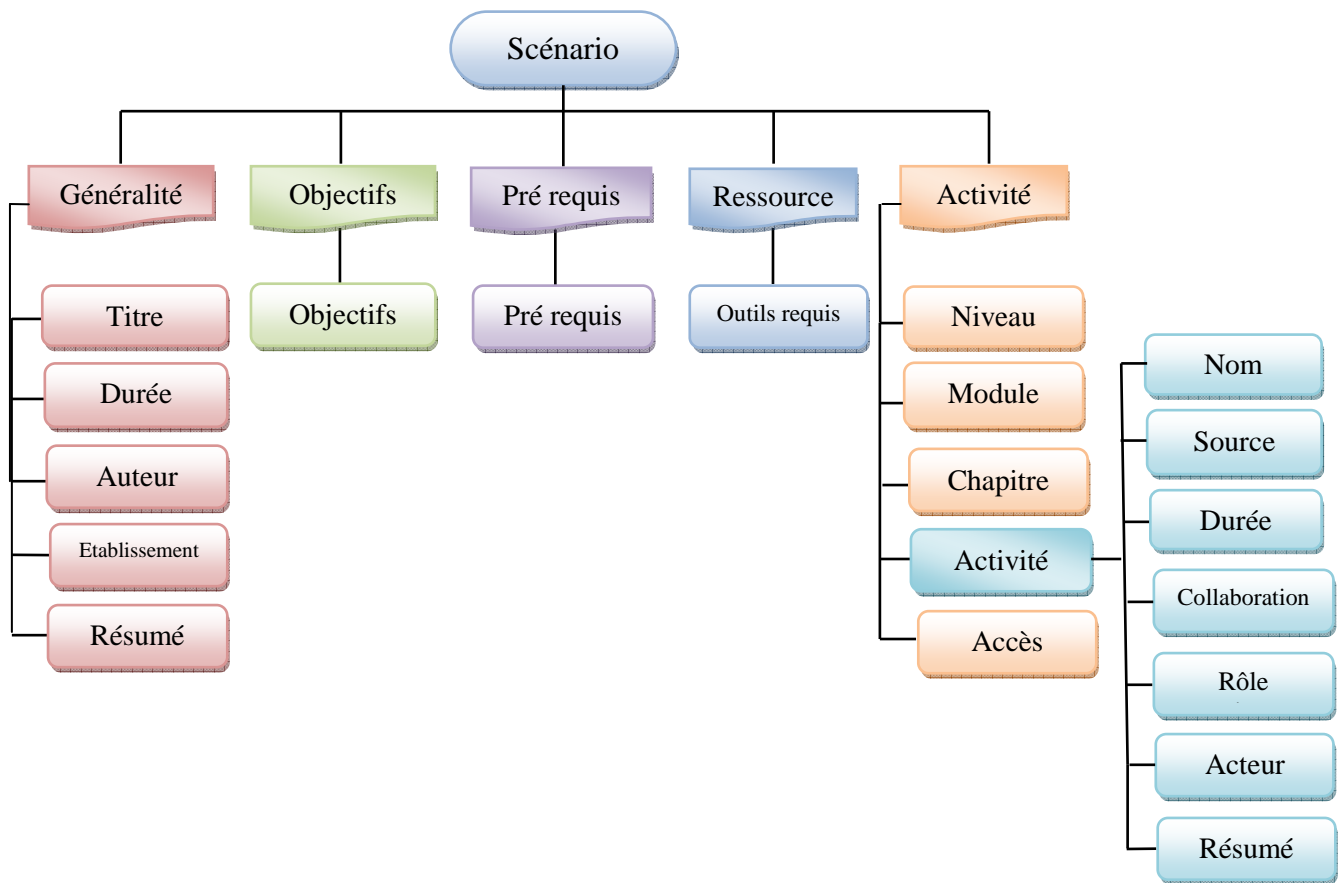 Scénario
Généralité
Objectifs
Pré requis
Ressource
Activité
Titre
Durée
Auteur
Etablissement
Résumé
Objectifs
Pré requis
Outils requis
Niveau
Module
Chapitre
Activité
Accès
Nom
Source
Durée
Collaboration
Rôle
Acteur
Résumé